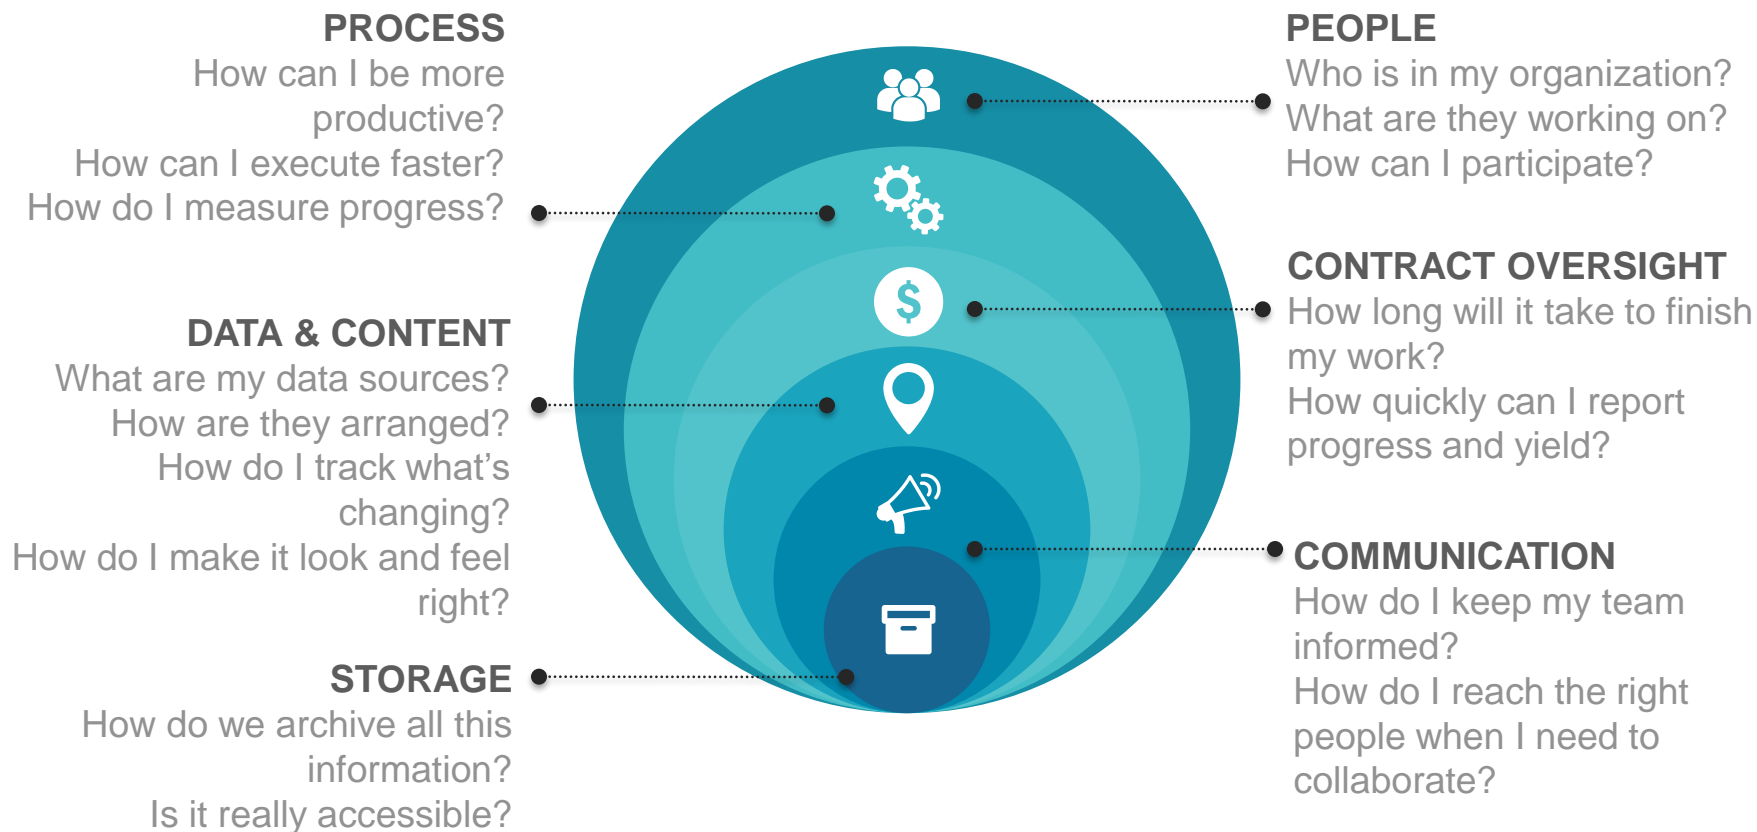 PROCESS
How can I be more
productive?
How can I execute faster?
How do I measure progress?
DATA & CONTENT
What are my data sources?
How are they arranged?
How do I track what’s
changing?
How do I make it look and feel
right?
STORAGE
How do we archive all this
information?
Is it really accessible?
$
PEOPLE
Who is in my organization?
What are they working on?
How can I participate?
CONTRACT OVERSIGHT
How long will it take to finish
my work?
How quickly can I report
progress and yield?
COMMUNICATION
How do I keep my team
informed?
How do I reach the right
people when I need to
collaborate?